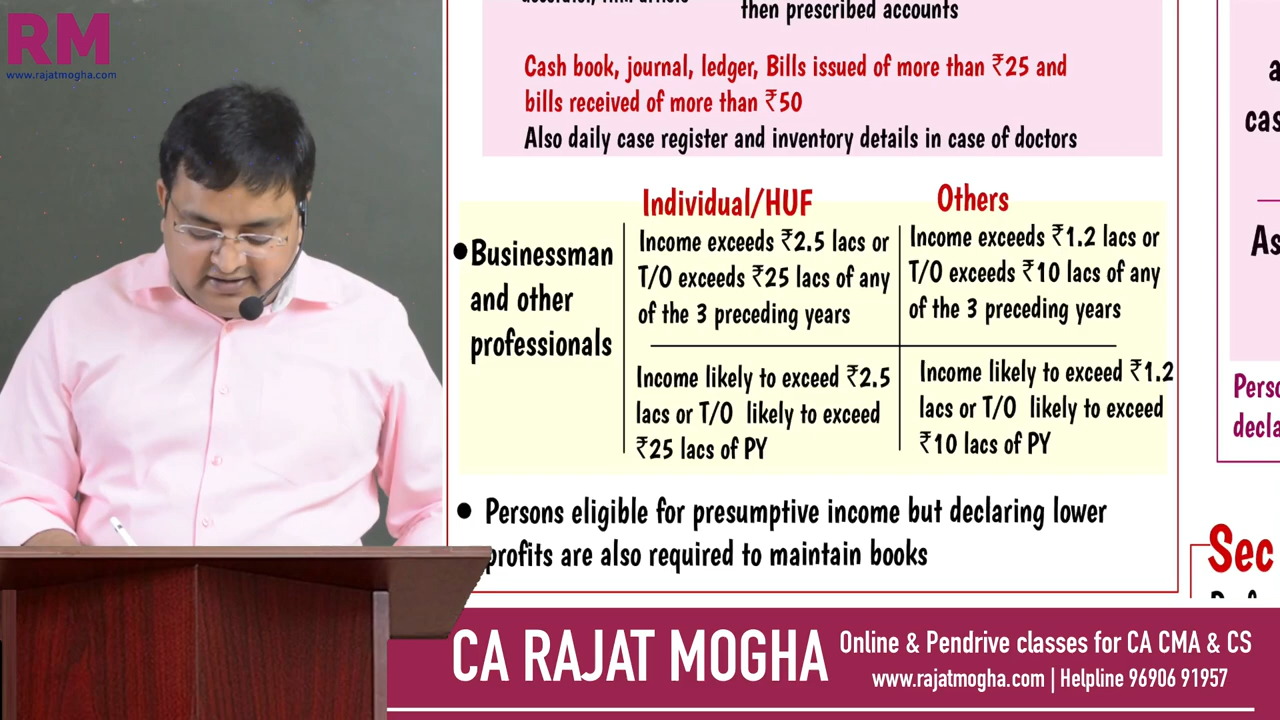 RM
www.rajatmogha.com
then prescribed accounts
Cash book, journal, ledger, Bills issued of more than ₹25 and
bills received of more than ₹50
Also daily case register and inventory details in case of doctors
Individual/HUF
Others
•Businessman
and other
professionals
Income exceeds ₹2.5 lacs or
T/O exceeds ₹25 lacs of any
of the 3 preceding years
Income exceeds ₹1.2 lacs or
T/O exceeds ₹10 lacs of any
of the 3 preceding years
Income likely to exceed ₹2.5
lacs or T/O likely to exceed
₹25 lacs of PY
Income likely to exceed ₹1.2
lacs or T/O likely to exceed
₹10 lacs of PY
• Persons eligible for presumptive income but declaring lower
profits are also required to maintain books
Sec
CA RAJAT MOGHA
Online & Pendrive classes for CA CMA & CS
www.rajatmogha.com | Helpline 96906 91957